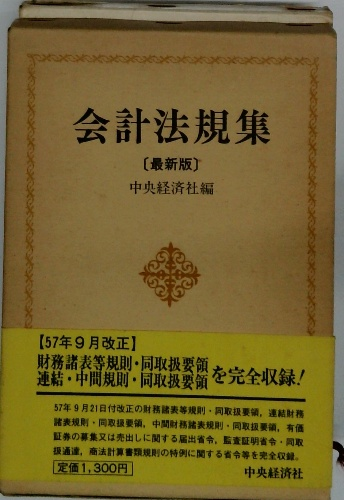 会計法規集
〔最新版〕
中央経済社編
【57年9月改正】
財務諸表等規則・同取扱要領
連結・中間規則・同取扱要領
を完全収録!
57年9月21日付改正の財務諸表等規則・同取扱要領，連結財務
諸表規則・同取扱要領，中間財務諸表規則・同取扱要領，有価
証券の募集又は売出しに関する届出省令，監査証明省令・同取
扱通達，商法計算書類規則の特例に関する省令等を完全収録。
定価1,300円
中央経済社